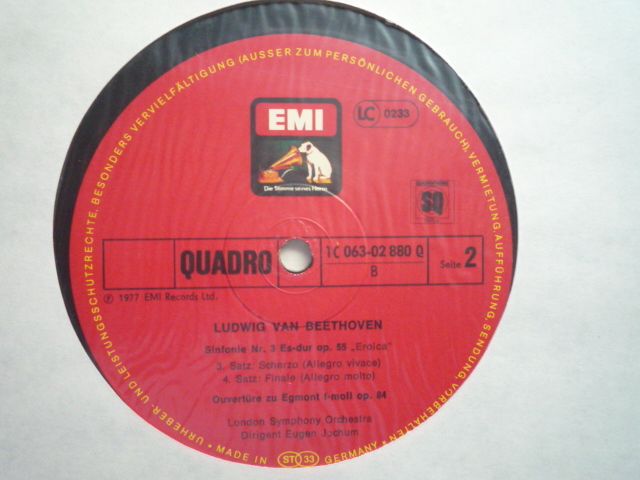 URHEBER- UND LEISTUNGSSCHUTZRECHTE, BESONDERS VERVIELFÄLTIGUNG (AUSSER ZUM PERSÖNLICHEN GEBRAUCH), VERMIETUNG, AUFFÜHRUNG, SENDUNG, VORBEHALTEN
EMI
LC 0233
Die Stimme seines Herrn
SQ
QUADRO
1C 063-02 880 Q
B
Seite 2
℗ 1977 EMI Records Ltd.
LUDWIG VAN BEETHOVEN
Sinfonie Nr. 3 Es-dur op. 55 „Eroica"
3. Satz: Scherzo (Allegro vivace)
4. Satz: Finale (Allegro molto)
Ouvertüre zu Egmont f-moll op. 84
London Symphony Orchestra
Dirigent Eugen Jochum
• MADE IN GERMANY •
ST 33